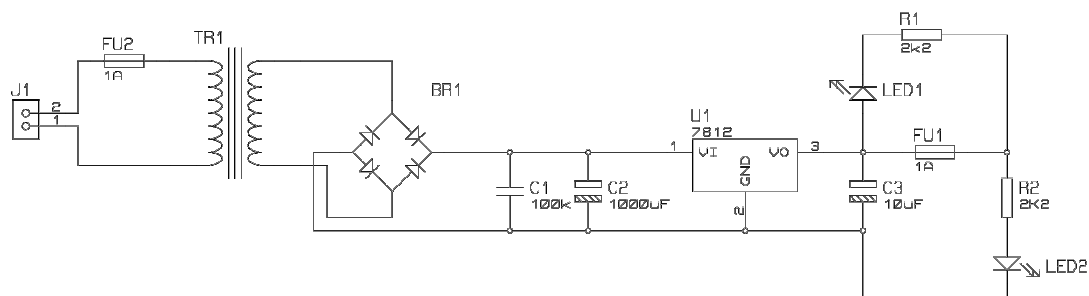 R1
2k2
TR1
FU2
1A
J1
2
1
BR1
LED1
U1
7812
1
VI
VO
3
GND
2
FU1
1A
C1
100k
C2
1000uF
C3
10uF
R2
2K2
LED2